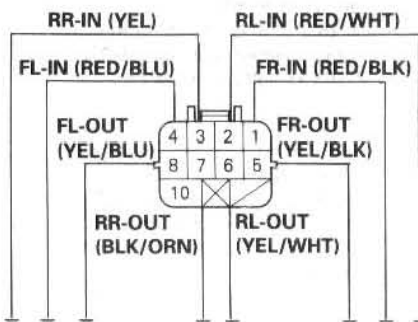 RR-IN (YEL)
RL-IN (RED/WHT)
FL-IN (RED/BLU)
FR-IN (RED/BLK)
FL-OUT
(YEL/BLU)
FR-OUT
(YEL/BLK)
4 3 2 1
8 7 6 5
10
RR-OUT
(BLK/ORN)
RL-OUT
(YEL/WHT)